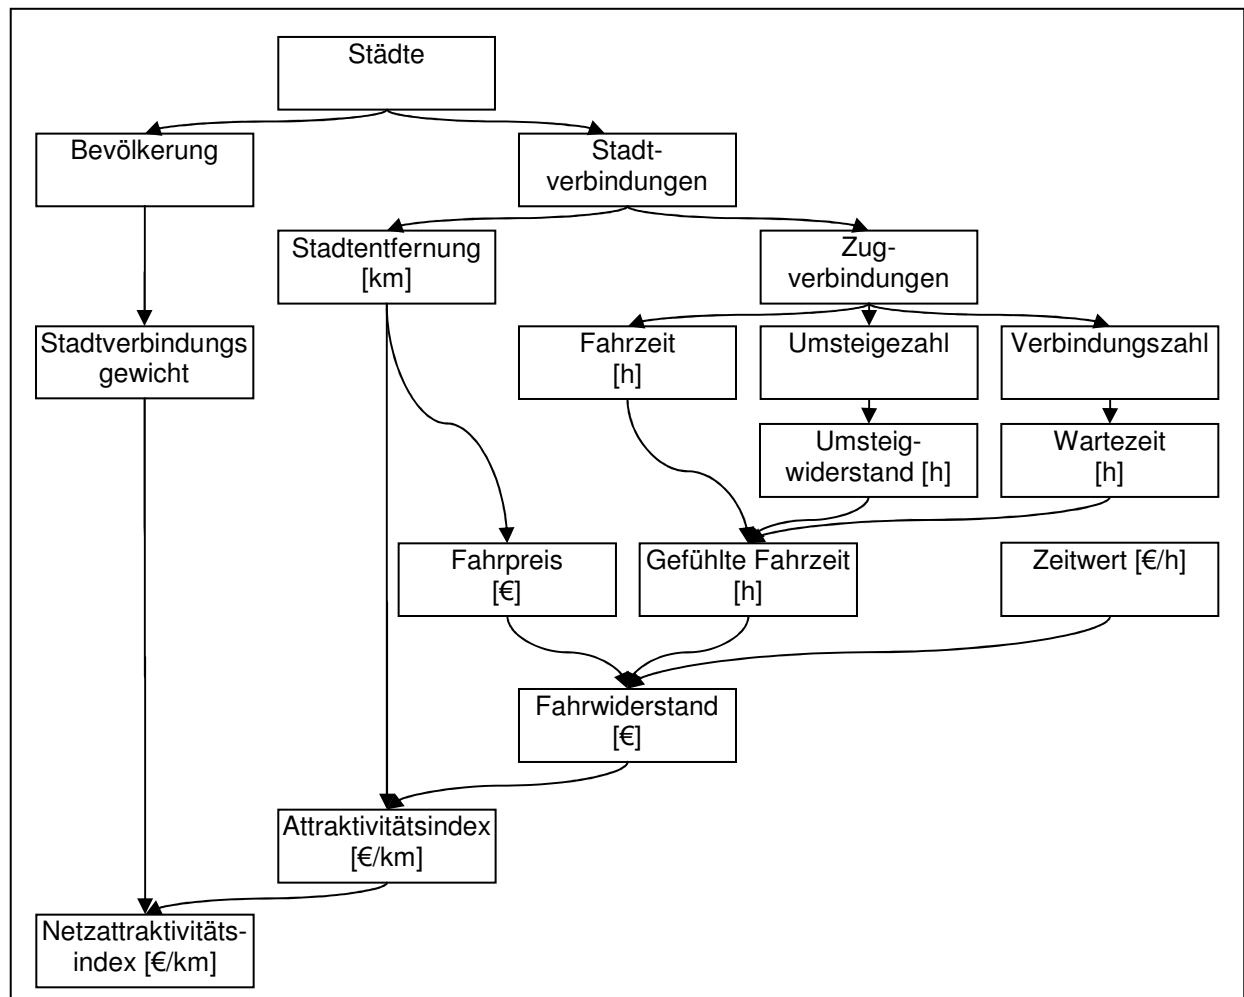 Städte
Bevölkerung
Stadt-
verbindungen
Stadtentfernung
[km]
Zug-
verbindungen
Stadtverbindungs
gewicht
Fahrzeit
[h]
Umsteigezahl
Verbindungszahl
Umsteig-
widerstand [h]
Wartezeit
[h]
Fahrpreis
[€]
Gefühlte Fahrzeit
[h]
Zeitwert [€/h]
Fahrwiderstand
[€]
Attraktivitätsindex
[€/km]
Netzattraktivitäts-
index [€/km]